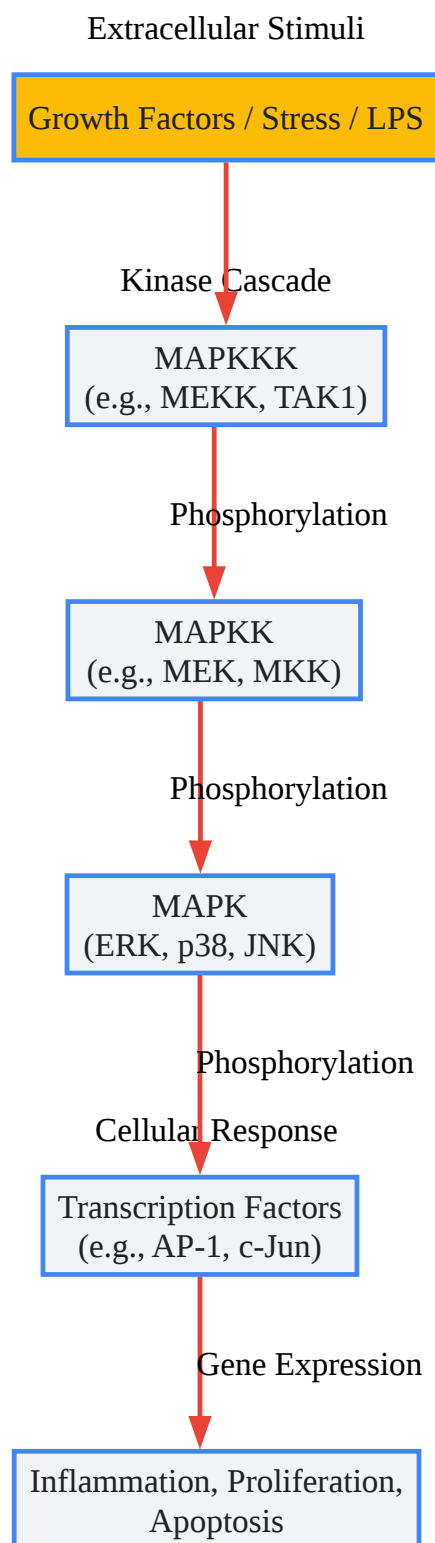 Extracellular Stimuli
Growth Factors / Stress / LPS
Kinase Cascade
MAPKKK
(e.g., MEKK, TAK1)
Phosphorylation
MAPKK
(e.g., MEK, MKK)
Phosphorylation
MAPK
(ERK, p38, JNK)
Phosphorylation
Cellular Response
Transcription Factors
(e.g., AP-1, c-Jun)
Gene Expression
Inflammation, Proliferation,
Apoptosis